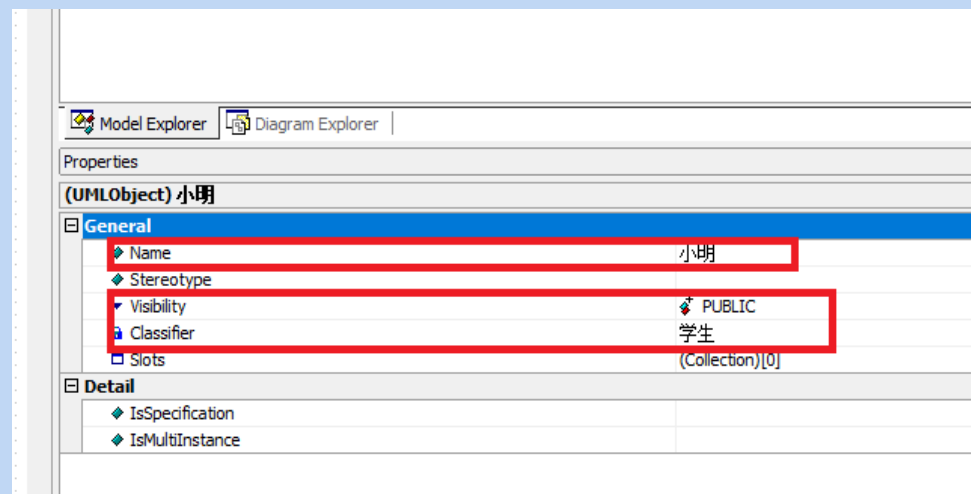 Model Explorer Diagram Explorer
Properties
(UMLObject) 小明
General
Name 小明
Stereotype
Visibility PUBLIC
Classifier 学生
Slots (Collection)[0]
Detail
IsSpecification
IsMultiInstance